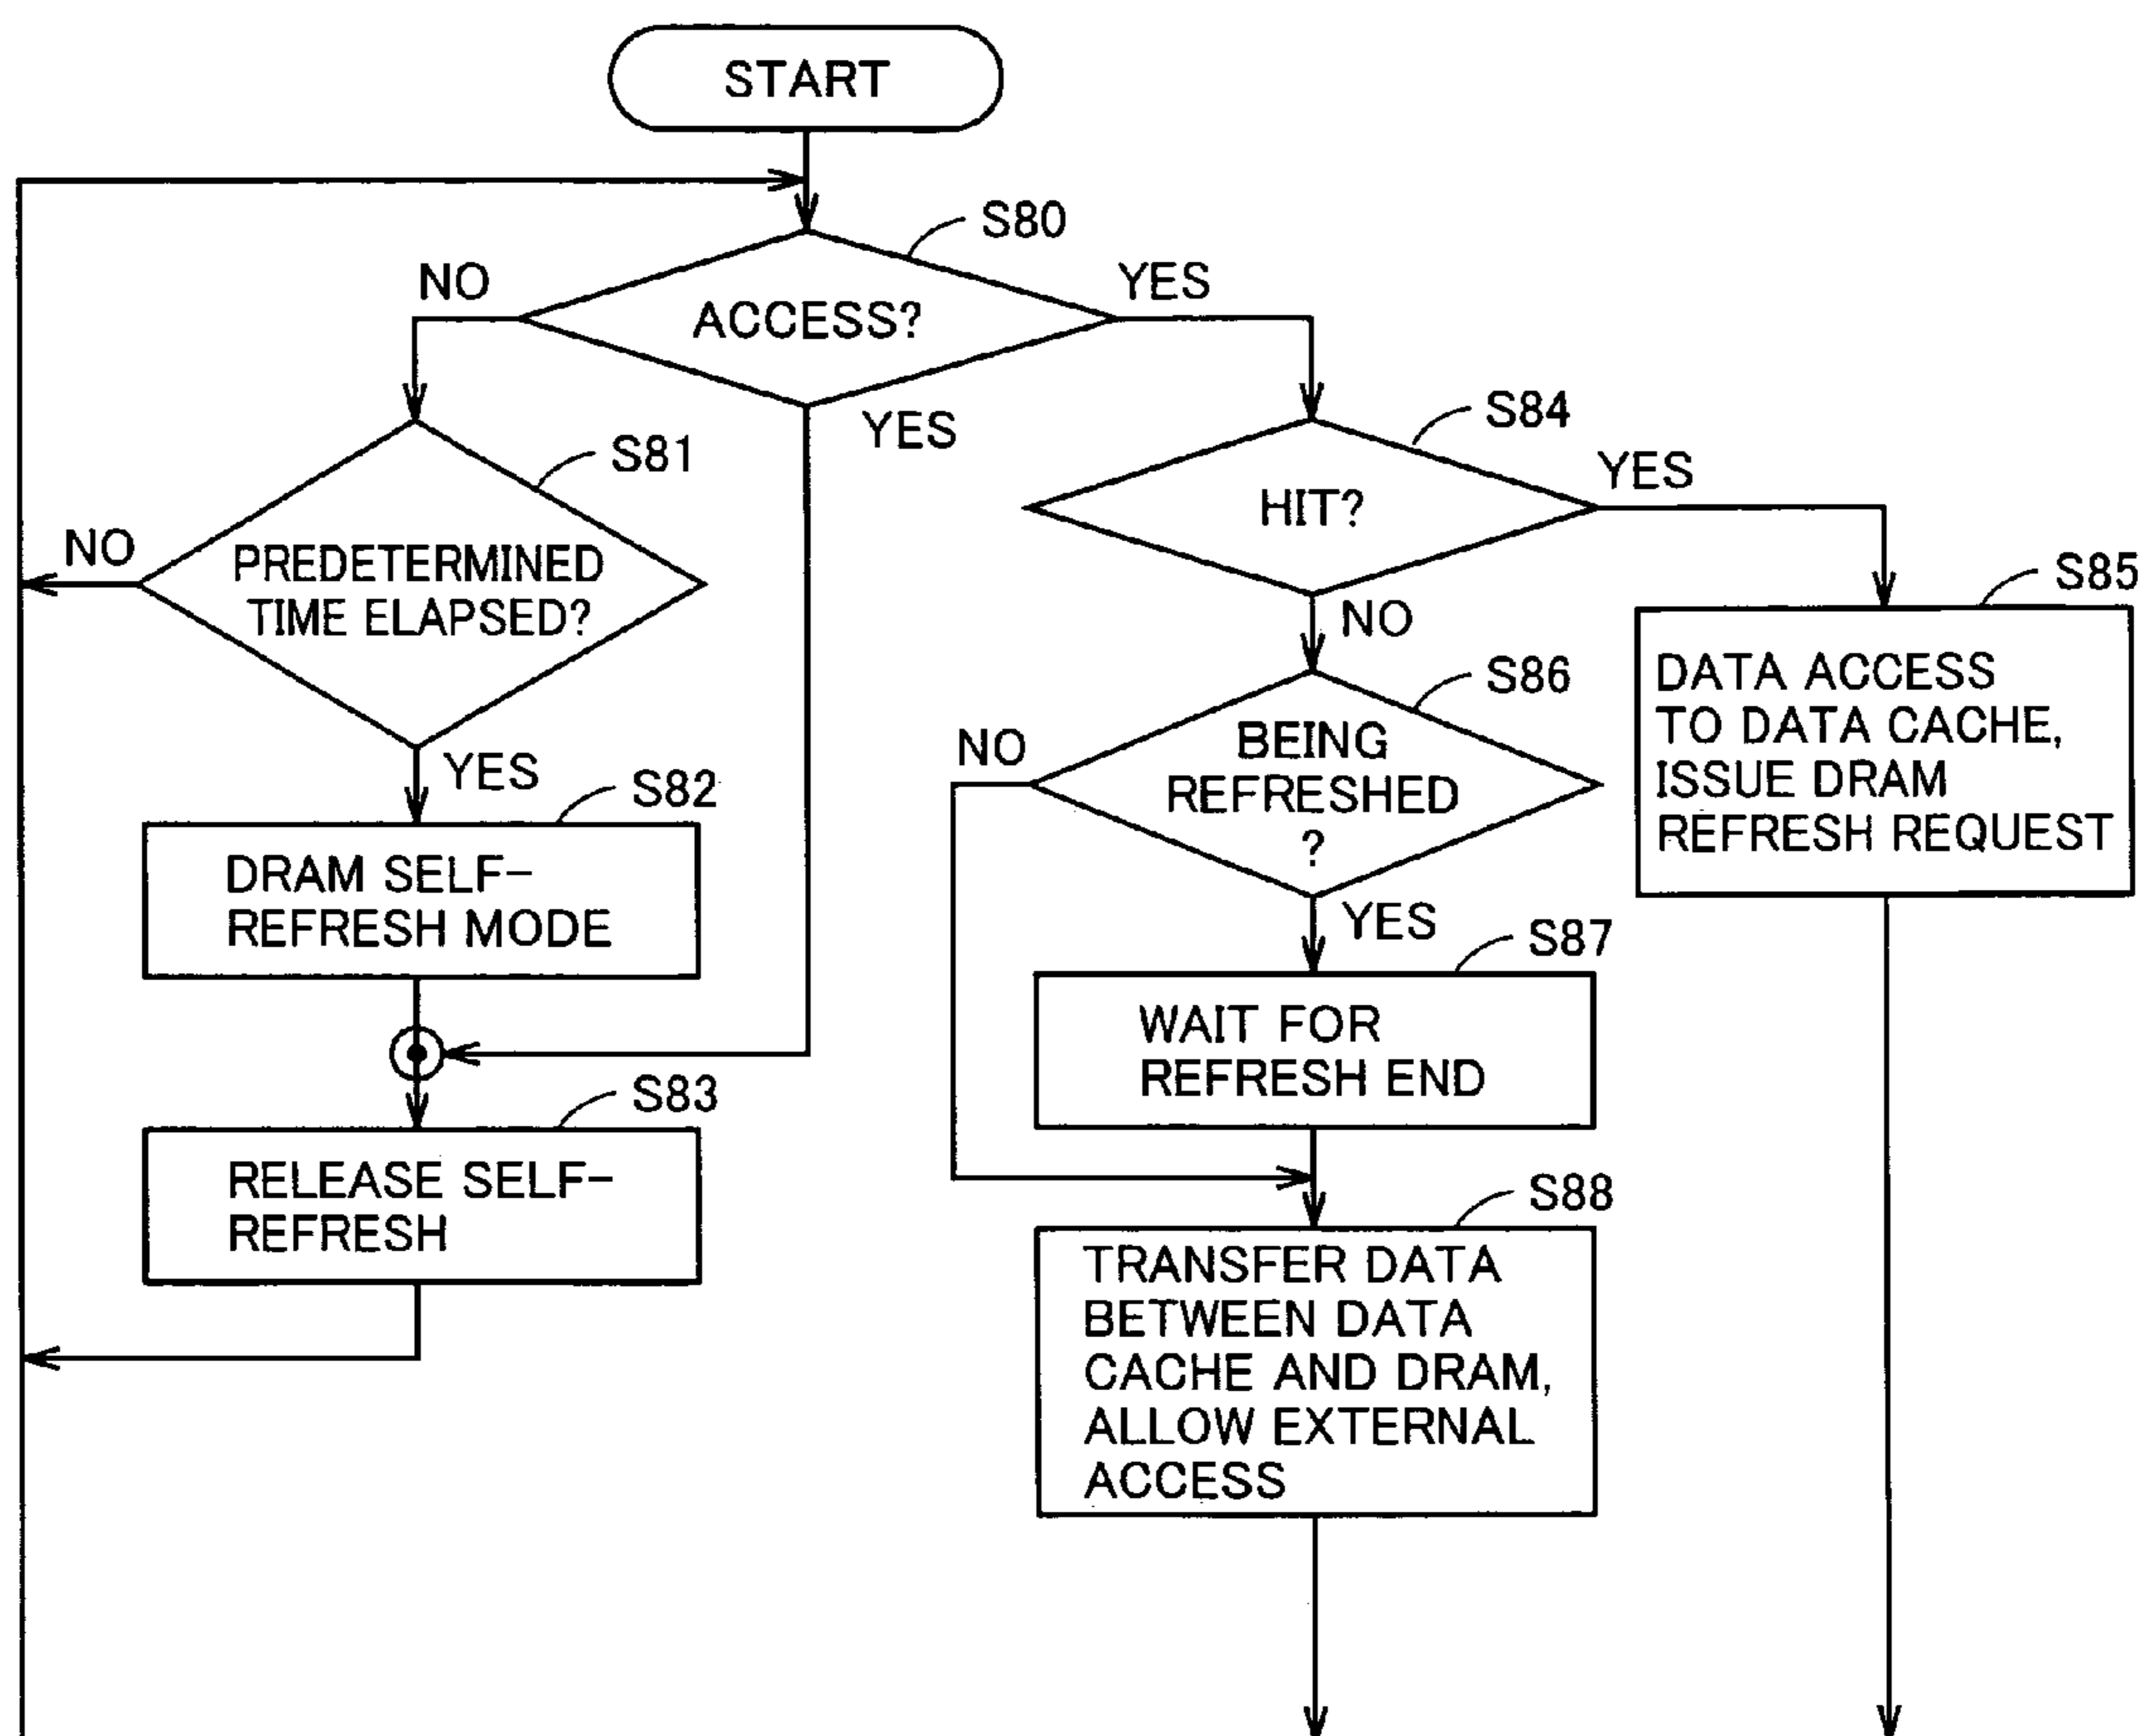 START
S80
NO
YES
ACCESS?
YES
S84
S81
YES
HIT?
NO
PREDETERMINED
TIME ELAPSED?
S85
NO
DATA ACCESS
TO DATA CACHE,
ISSUE DRAM
REFRESH REQUEST
S86
NO
BEING
REFRESHED
?
YES
S82
DRAM SELF-
REFRESH MODE
YES
S87
WAIT FOR
REFRESH END
S83
RELEASE SELF-
REFRESH
S88
TRANSFER DATA
BETWEEN DATA
CACHE AND DRAM,
ALLOW EXTERNAL
ACCESS